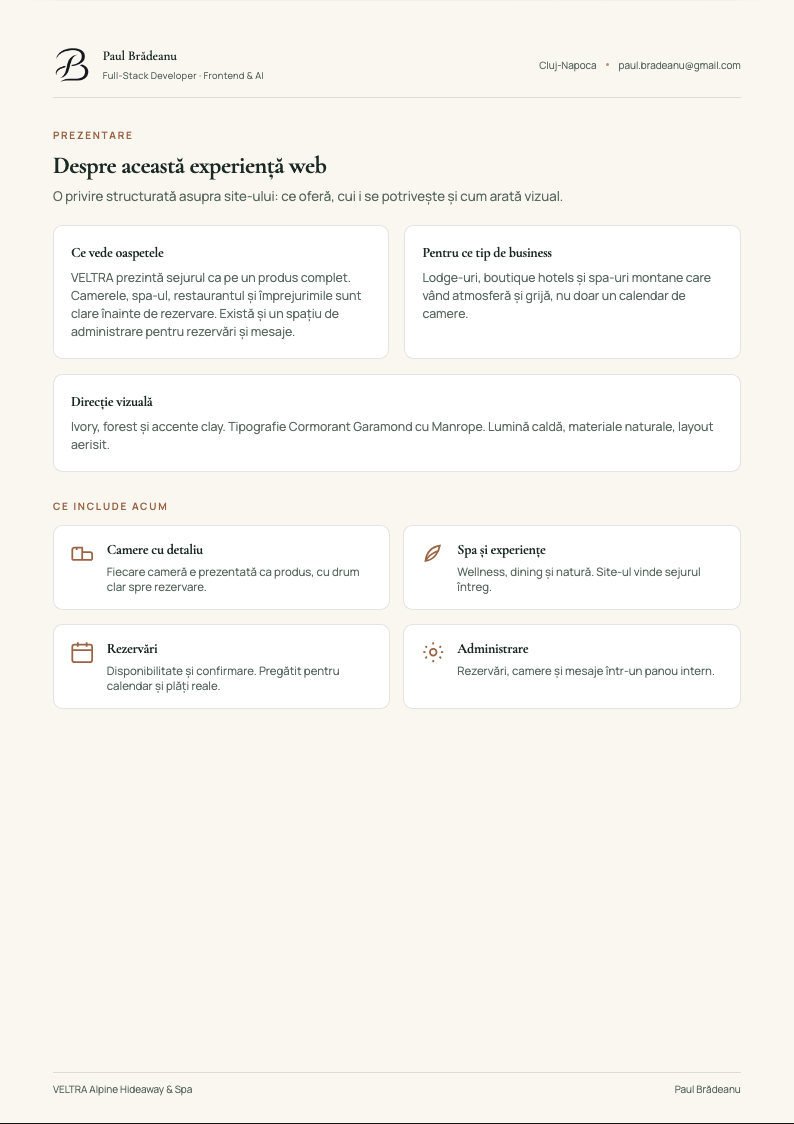 Paul Brădeanu
Full-Stack Developer · Frontend & AI
Cluj-Napoca • paul.bradeanu@gmail.com
PREZENTARE
Despre această experiență web
O privire structurată asupra site-ului: ce oferă, cui i se potrivește și cum arată vizual.
Ce vede oaspetele
VELTRA prezintă sejurul ca pe un produs complet.
Camerele, spa-ul, restaurantul și împrejurimile sunt
clare înainte de rezervare. Există și un spațiu de
administrare pentru rezervări și mesaje.
Pentru ce tip de business
Lodge-uri, boutique hotels și spa-uri montane care
vând atmosferă și grijă, nu doar un calendar de
camere.
Direcție vizuală
Ivory, forest și accente clay. Tipografie Cormorant Garamond cu Manrope. Lumină caldă, materiale naturale, layout
aerisit.
CE INCLUDE ACUM
Camere cu detaliu
Fiecare cameră e prezentată ca produs, cu drum
clar spre rezervare.
Spa și experiențe
Wellness, dining și natură. Site-ul vinde sejurul
întreg.
Rezervări
Disponibilitate și confirmare. Pregătit pentru
calendar și plăți reale.
Administrare
Rezervări, camere și mesaje într-un panou intern.
VELTRA Alpine Hideaway & Spa
Paul Brădeanu